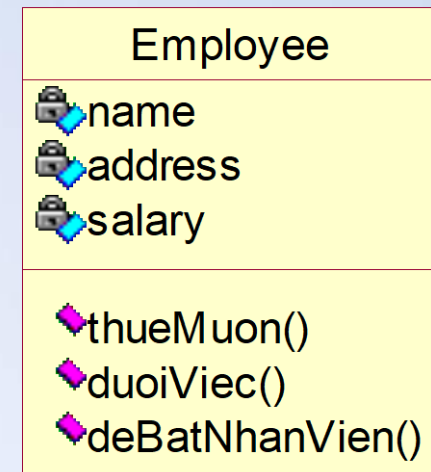 Employee
name
address
salary
thueMuon()
duoiViec()
deBatNhanVien()